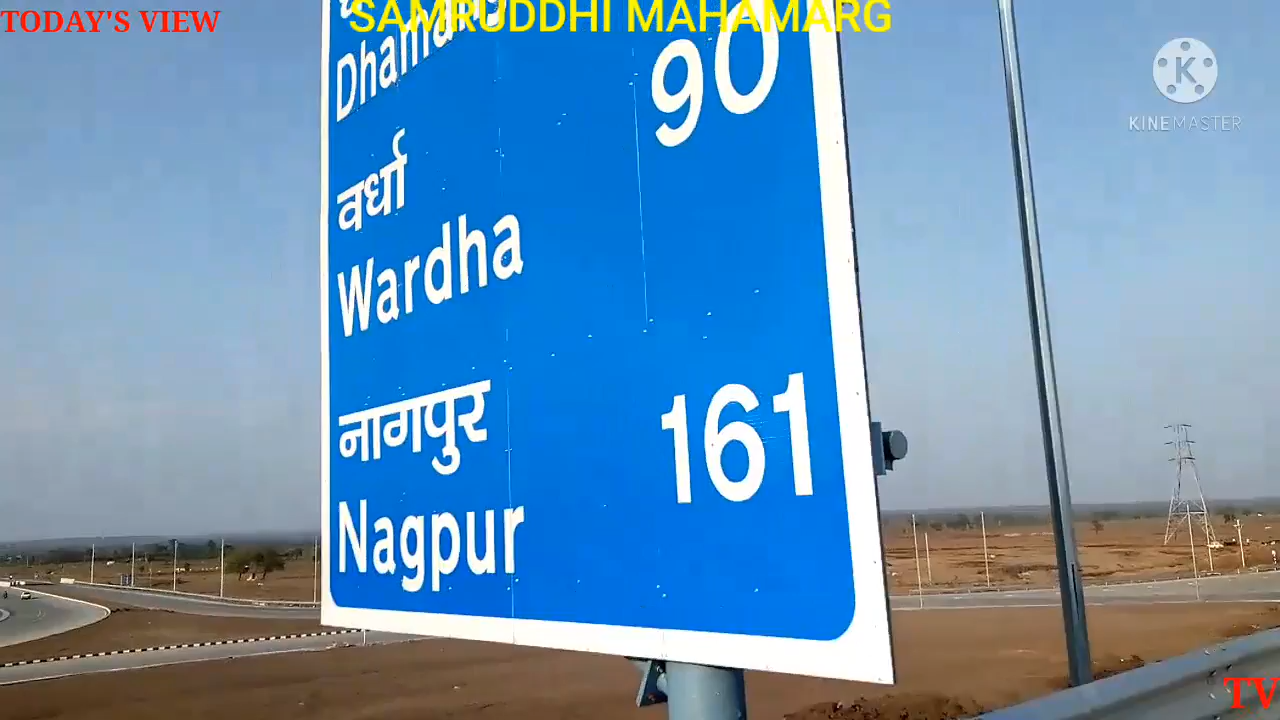 TODAY'S VIEW
SAMRUDDHI MAHAMARG
K
KINEMASTER
90
वर्धा
Wardha
नागपुर 161
Nagpur
TV